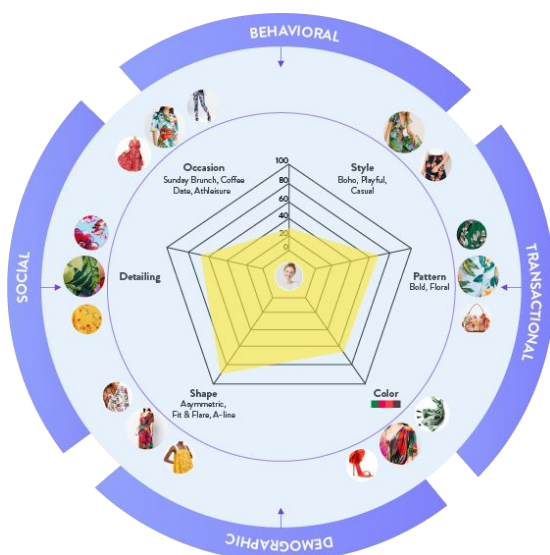 BEHAVIORAL
Occasion
Sunday Brunch, Coffee
Date, Athleisure
Style
Boho, Playful,
Casual
100
80
60
40
20
0
SOCIAL
Detailing
Pattern
Bold, Floral
TRANSACTIONAL
Shape
Asymmetric,
Fit & Flare, A-line
Color
DEMOGRAPHIC